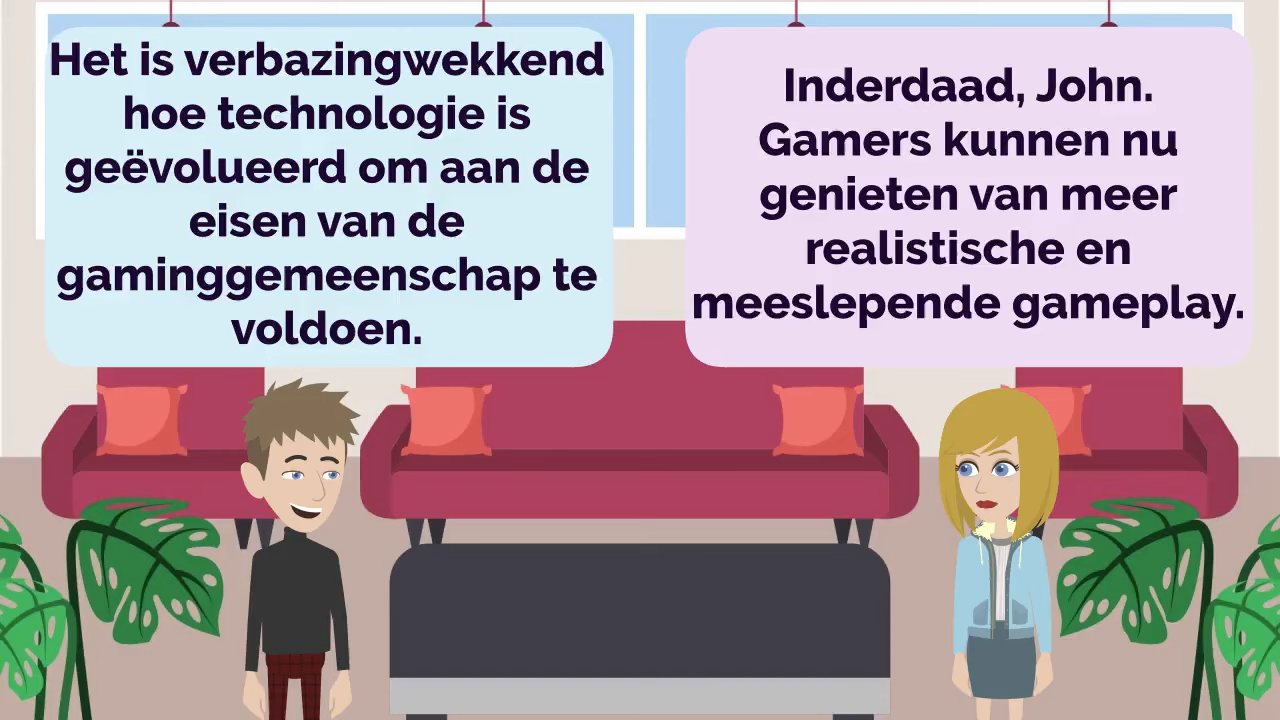 Het is verbazingwekkend
hoe technologie is
geëvolueerd om aan de
eisen van de
gaminggemeenschap te
voldoen.
Inderdaad, John.
Gamers kunnen nu
genieten van meer
realistische en
meeslepende gameplay.